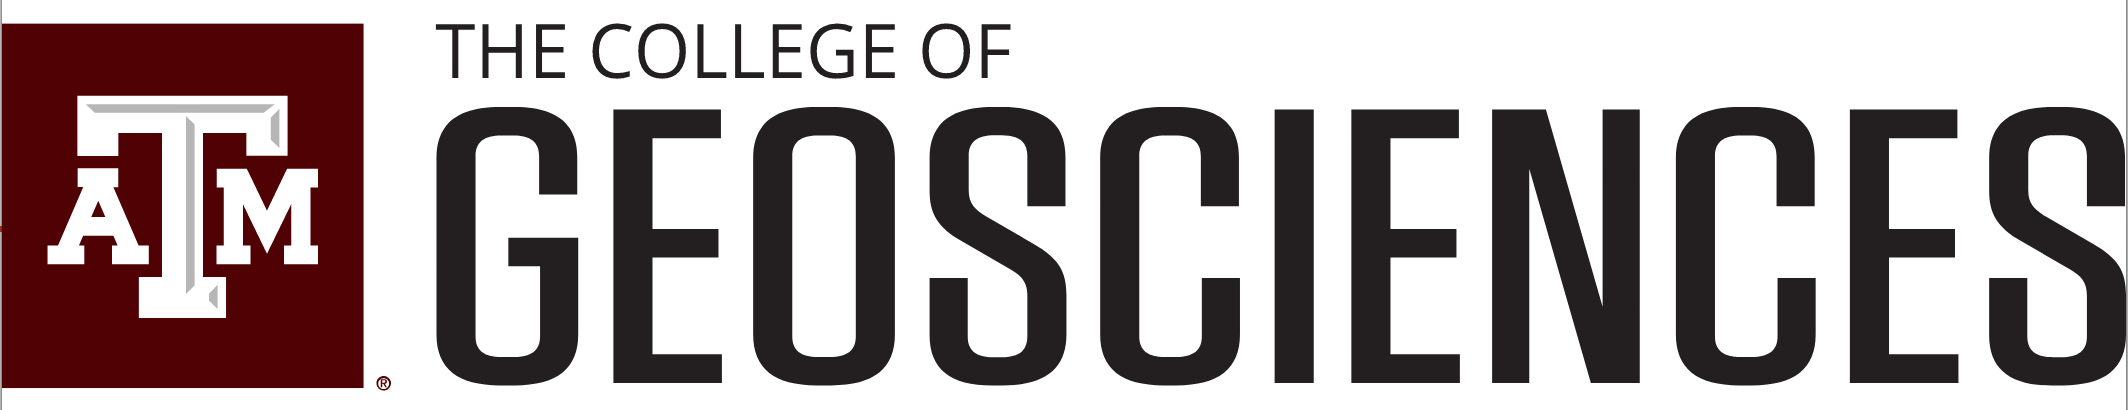 ATM
®
THE COLLEGE OF
GEOSCIENCES